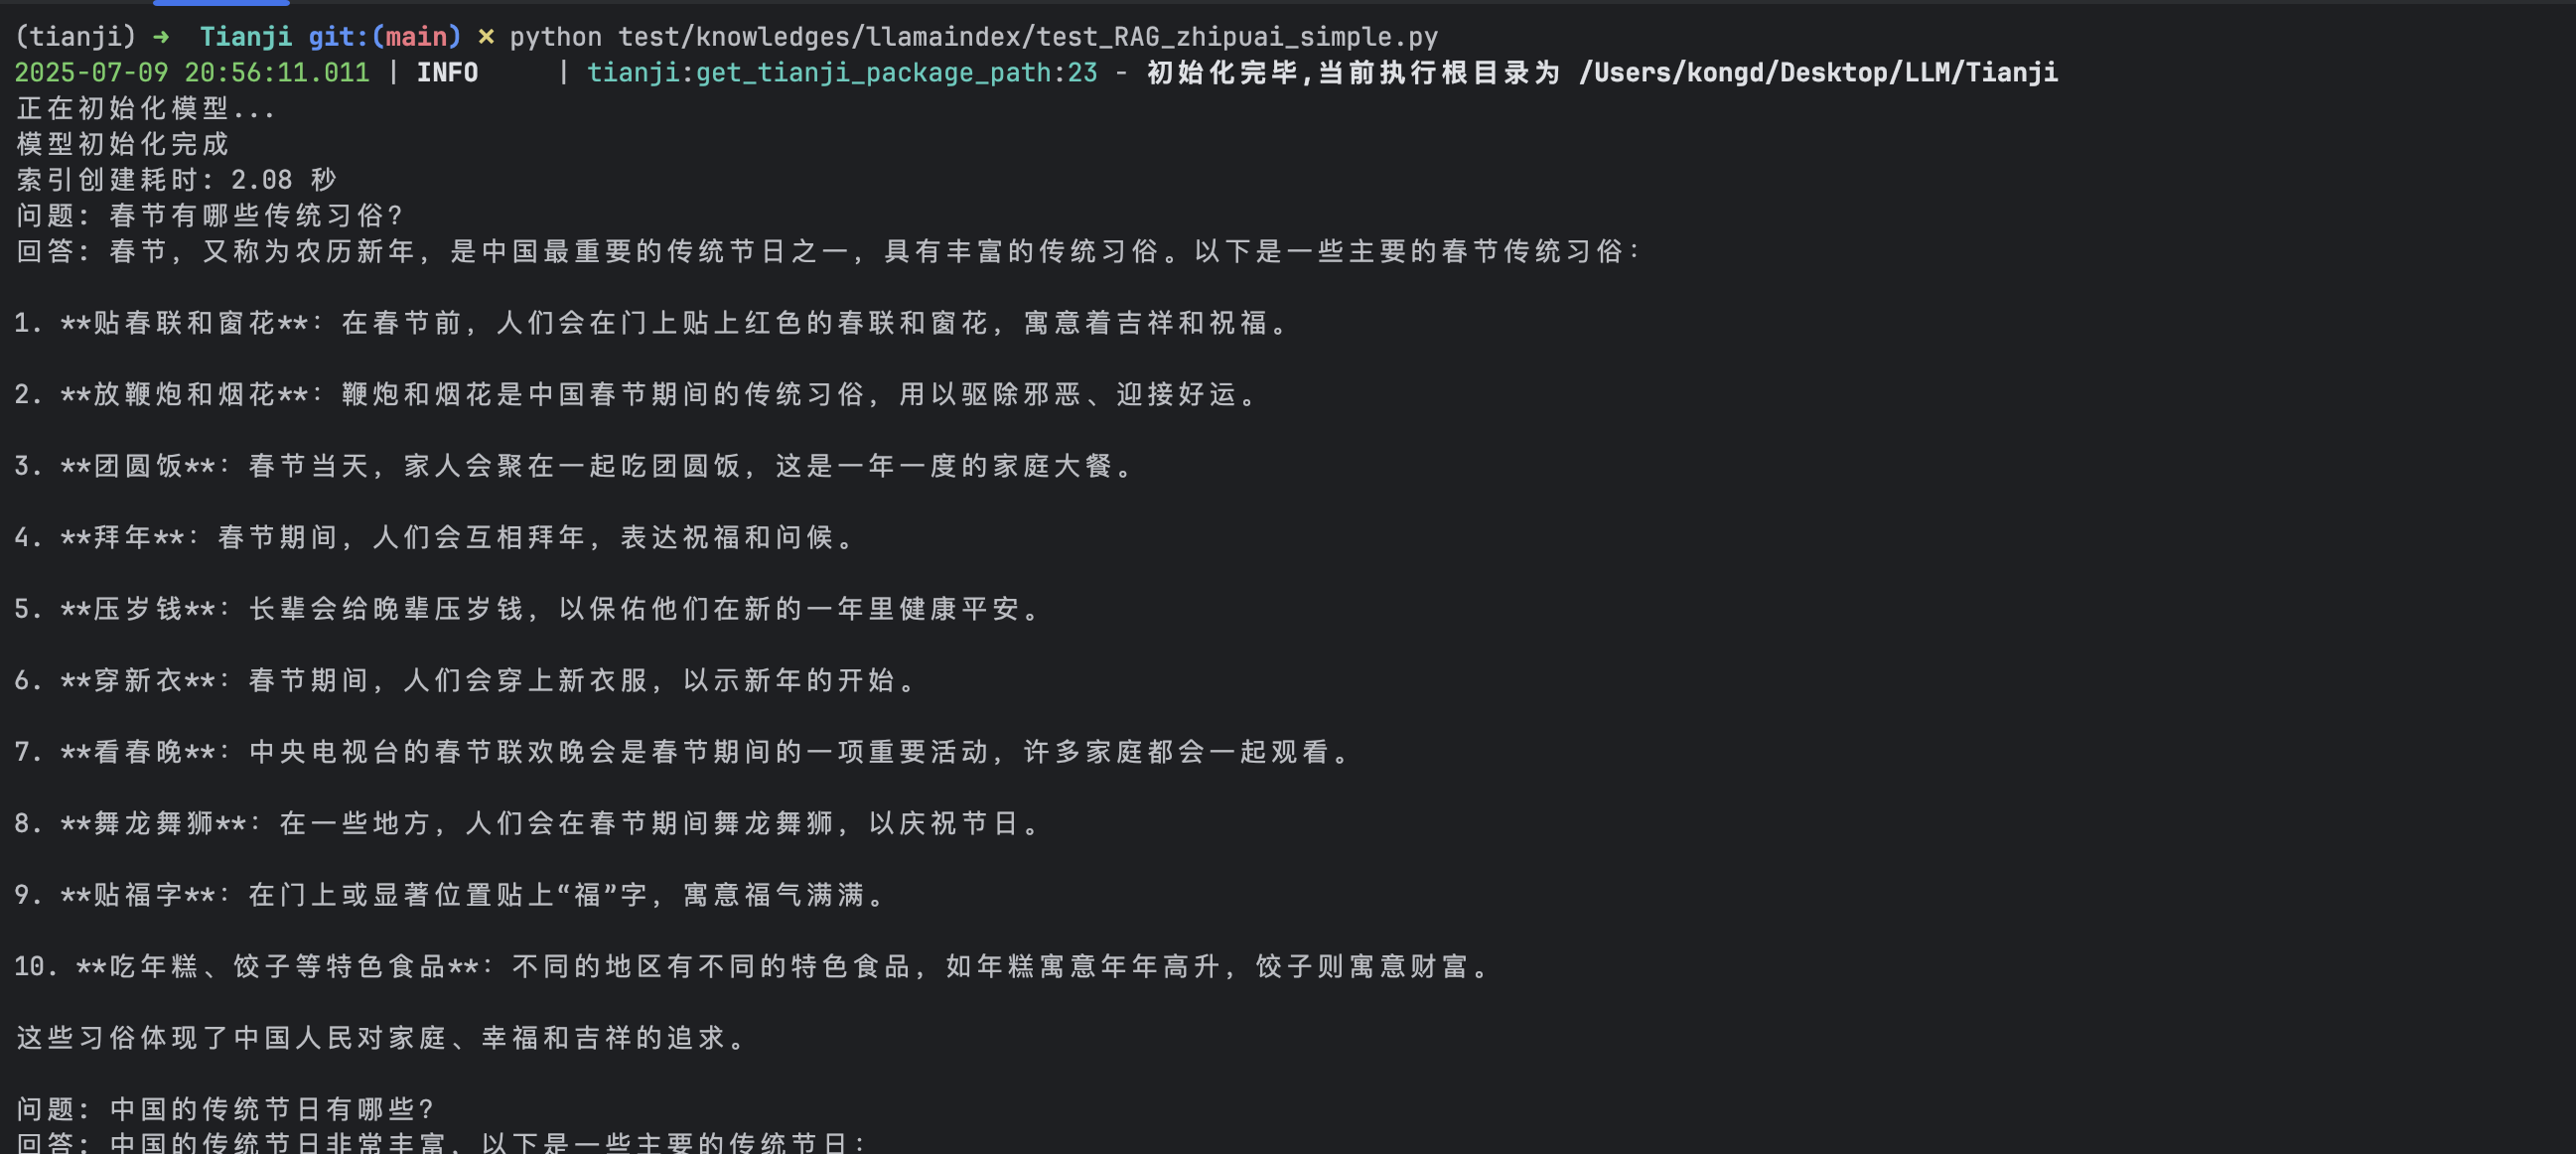 (tianji) ➜  Tianji git:(main) ✗ python test/knowledges/llamaindex/test_RAG_zhipuai_simple.py
2025-07-09 20:56:11.011 | INFO     | tianji:get_tianji_package_path:23 - 初始化完毕,当前执行根目录为 /Users/kongd/Desktop/LLM/Tianji
正在初始化模型...
模型初始化完成
索引创建耗时: 2.08 秒
问题: 春节有哪些传统习俗?
回答: 春节，又称为农历新年，是中国最重要的传统节日之一，具有丰富的传统习俗。以下是一些主要的春节传统习俗：
1. **贴春联和窗花**：在春节前，人们会在门上贴上红色的春联和窗花，寓意着吉祥和祝福。
2. **放鞭炮和烟花**：鞭炮和烟花是中国春节期间的传统习俗，用以驱除邪恶、迎接好运。
3. **团圆饭**：春节当天，家人会聚在一起吃团圆饭，这是一年一度的家庭大餐。
4. **拜年**：春节期间，人们会互相拜年，表达祝福和问候。
5. **压岁钱**：长辈会给晚辈压岁钱，以保佑他们在新的一年里健康平安。
6. **穿新衣**：春节期间，人们会穿上新衣服，以示新年的开始。
7. **看春晚**：中央电视台的春节联欢晚会是春节期间的一项重要活动，许多家庭都会一起观看。
8. **舞龙舞狮**：在一些地方，人们会在春节期间舞龙舞狮，以庆祝节日。
9. **贴福字**：在门上或显著位置贴上“福”字，寓意福气满满。
10. **吃年糕、饺子等特色食品**：不同的地区有不同的特色食品，如年糕寓意年年高升，饺子则寓意财富。
这些习俗体现了中国人民对家庭、幸福和吉祥的追求。
问题: 中国的传统节日有哪些?
回答: 中国的传统节日非常丰富，以下是一些主要的传统节日：